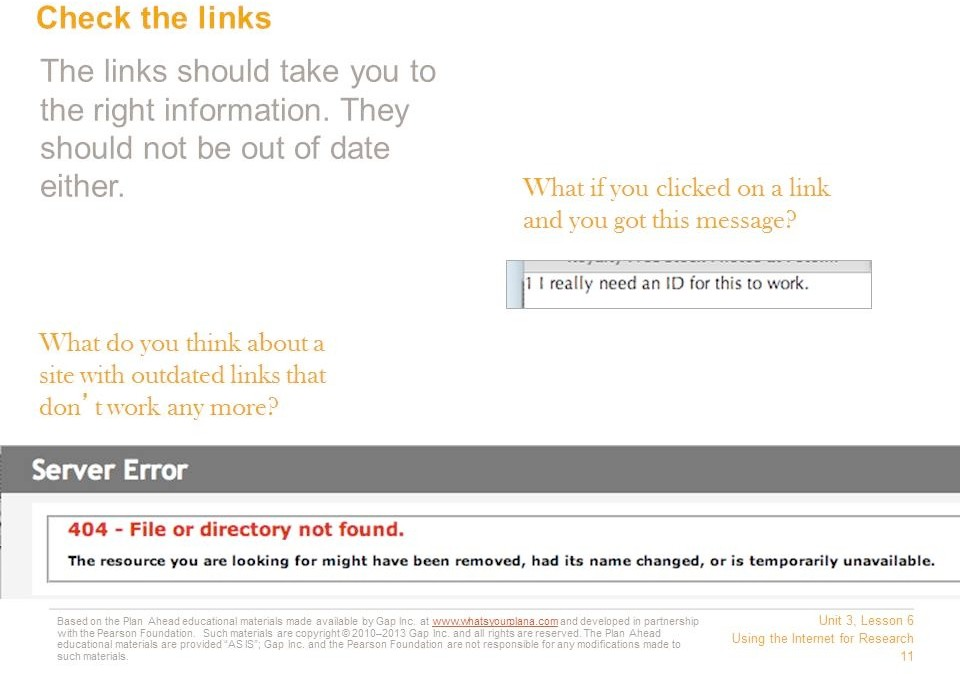 Check the links
The links should take you to
the right information. They
should not be out of date
either.
What if you clicked on a link
and you got this message?
1 I really need an ID for this to work.
What do you think about a
site with outdated links that
don’t work any more?
Server Error
404 - File or directory not found.
The resource you are looking for might have been removed, had its name changed, or is temporarily unavailable.
Based on the Plan Ahead educational materials made available by Gap Inc. at www.whatsyourplana.com and developed in partnership
with the Pearson Foundation. Such materials are copyright © 2010–2013 Gap Inc. and all rights are reserved. The Plan Ahead
educational materials are provided “AS IS”; Gap Inc. and the Pearson Foundation are not responsible for any modifications made to
such materials.
Unit 3, Lesson 6
Using the Internet for Research
11